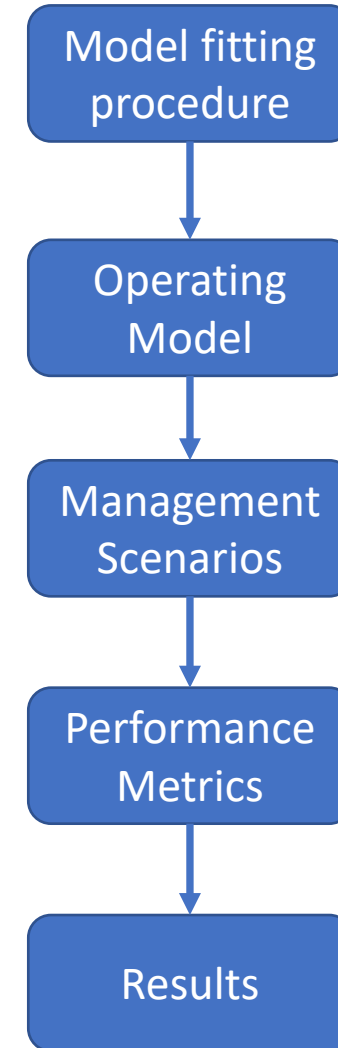 Model fitting
procedure
Operating
Model
Management
Scenarios
Performance
Metrics
Results